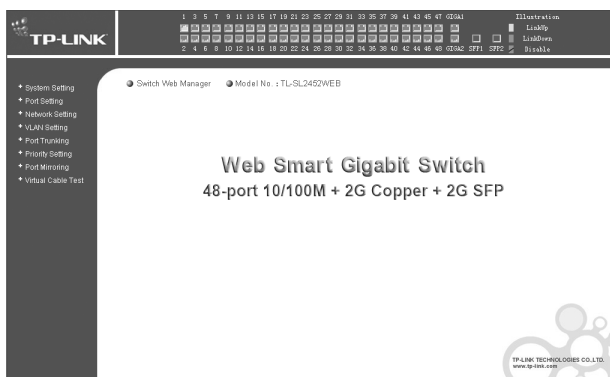 1 3 5 7 9 11 13 15 17 19 21 23 25 27 29 31 33 35 37 39 41 43 45 47 GIGA1
Illustration
LinkUp
TP-LINK
LinkDown
2 4 6 8 10 12 14 16 18 20 22 24 26 28 30 32 34 36 38 40 42 44 46 48 GIGA2 SFP1 SFP2
Disable
Switch Web Manager
Model No. : TL-SL2452WEB
System Setting
Port Setting
Network Setting
VLAN Setting
Port Trunking
Priority Setting
Port Mirroring
Virtual Cable Test
Web Smart Gigabit Switch
48-port 10/100M + 2G Copper + 2G SFP
TP-LINK TECHNOLOGIES CO.,LTD.
www.tp-link.com